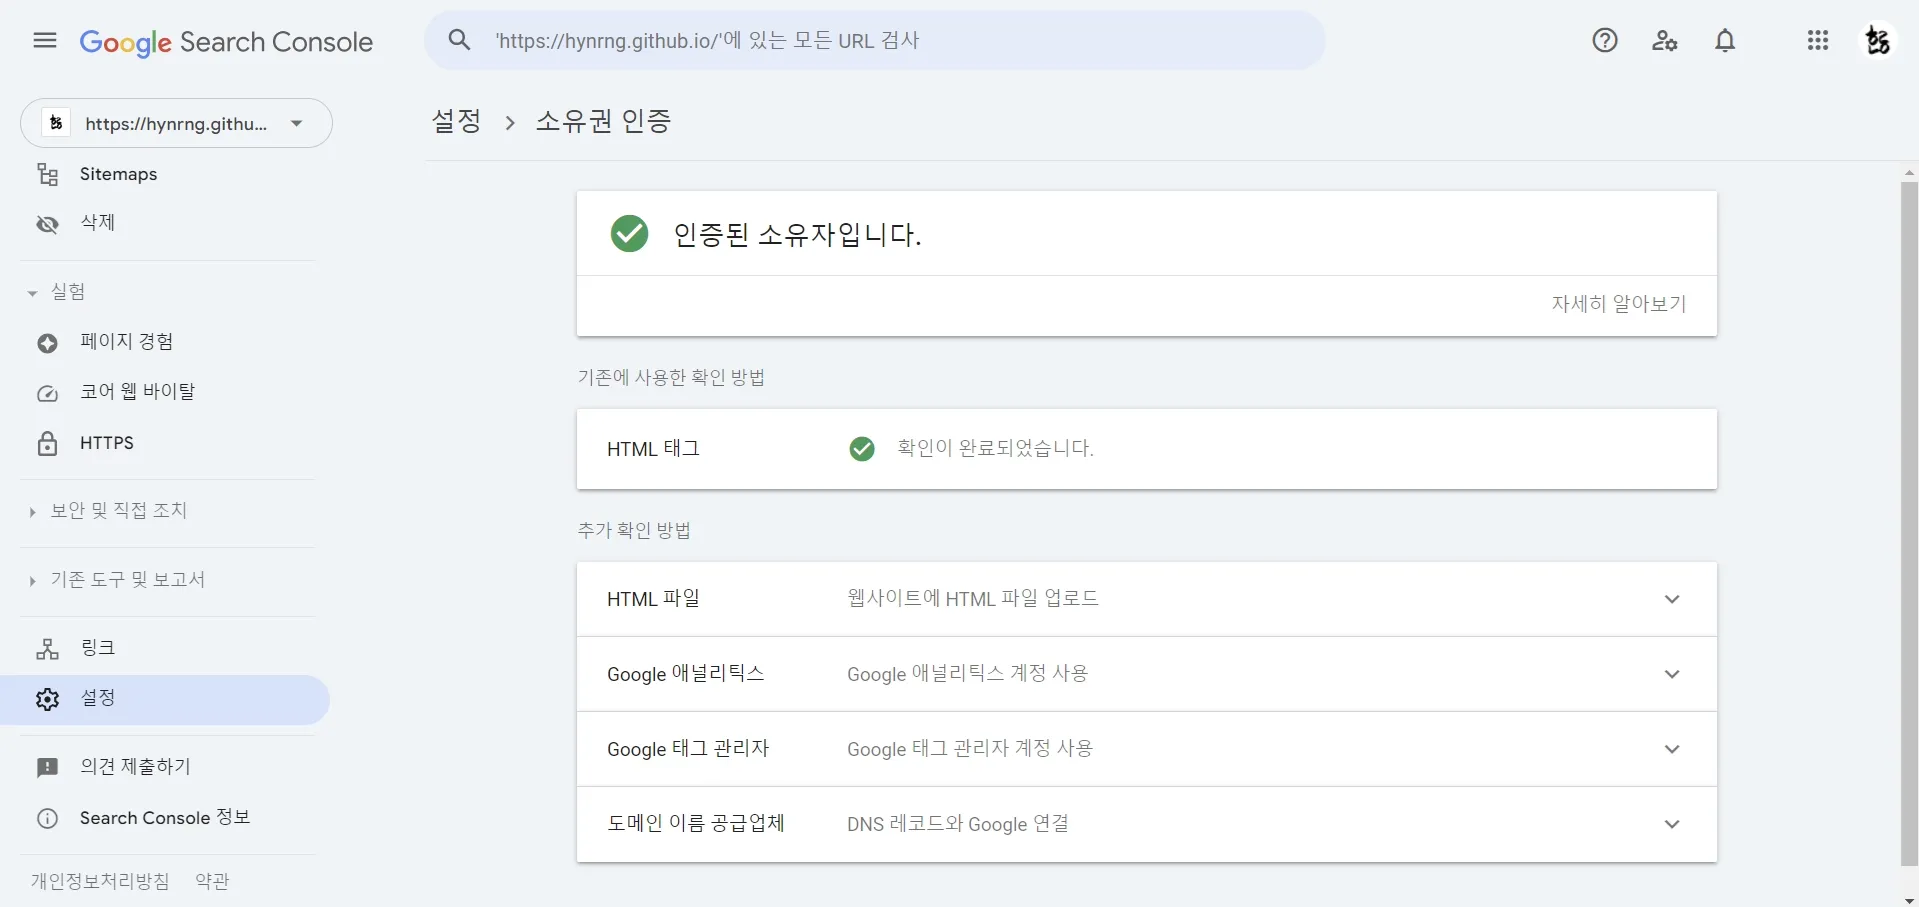 Google Search Console
'https://hynrng.github.io/'에 있는 모든 URL 검사
https://hynrng.githu...
Sitemaps
삭제
실험
페이지 경험
코어 웹 바이탈
HTTPS
보안 및 직접 조치
기존 도구 및 보고서
링크
설정
의견 제출하기
Search Console 정보
개인정보처리방침 약관
설정 > 소유권 인증
인증된 소유자입니다.
자세히 알아보기
기존에 사용한 확인 방법
HTML 태그 확인이 완료되었습니다.
추가 확인 방법
HTML 파일 웹사이트에 HTML 파일 업로드
Google 애널리틱스 Google 애널리틱스 계정 사용
Google 태그 관리자 Google 태그 관리자 계정 사용
도메인 이름 공급업체 DNS 레코드와 Google 연결